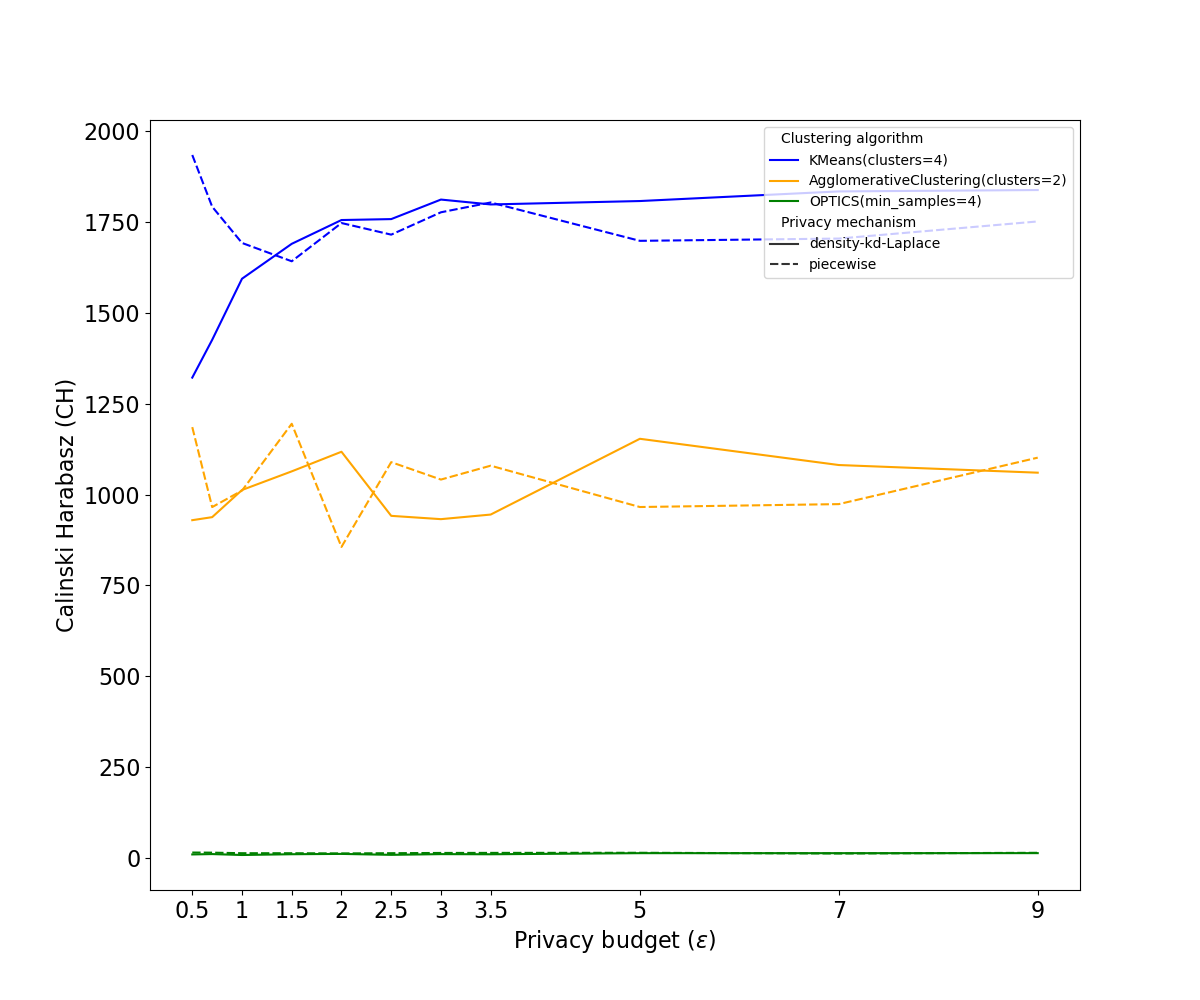 2000
1750
1500
1250
1000
750
500
250
0
Calinski Harabasz (CH)
Clustering algorithm
KMeans(clusters=4)
AgglomerativeClustering(clusters=2)
OPTICS(min_samples=4)
Privacy mechanism
density-kd-Laplace
piecewise
0.5 1 1.5 2 2.5 3 3.5 5 7 9
Privacy budget (ε)